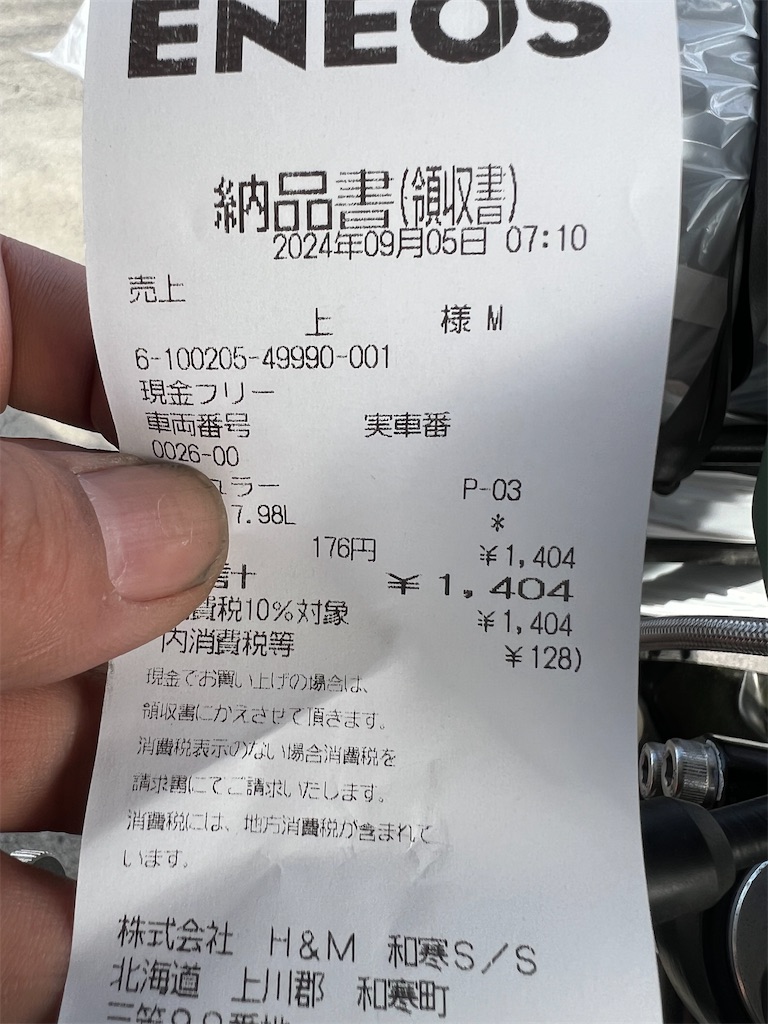 ENEOS
納品書(領収書)
2024年09月05日 07:10
売上
上 様 M
6-100205-49990-001
現金フリー
車両番号 実車番
0026-00
ュラー P-03
7.98L *
176円 ¥1,404
計 ¥1,404
費税10%対象 ¥1,404
内消費税等 ¥128)
現金でお買い上げの場合は、
領収書にかえさせて頂きます。
消費税表示のない場合消費税を
請求書にてご請求いたします。
消費税には、地方消費税が含まれて
います。
株式会社 H&M 和寒S/S
北海道 上川郡 和寒町